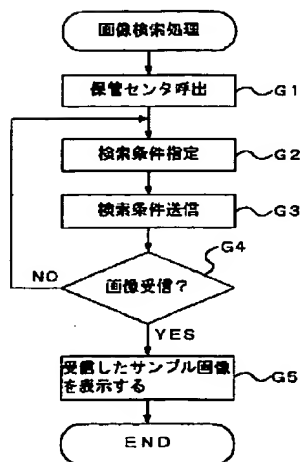 画像検索処理
保管センタ呼出
G1
検索条件指定
G2
検索条件送信
G3
G4
画像受信?
NO
YES
受信したサンプル画像
を表示する
G5
END